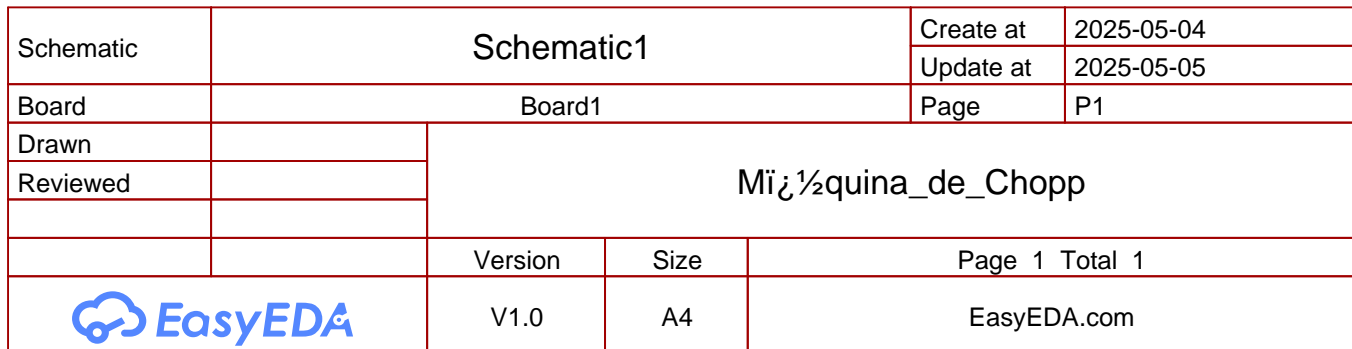 Schematic Schematic1 Create at 2025-05-04
Update at 2025-05-05
Board Board1 Page P1
Drawn
Reviewed Mï¿½quina_de_Chopp
Version Size Page 1 Total 1
EasyEDA V1.0 A4 EasyEDA.com